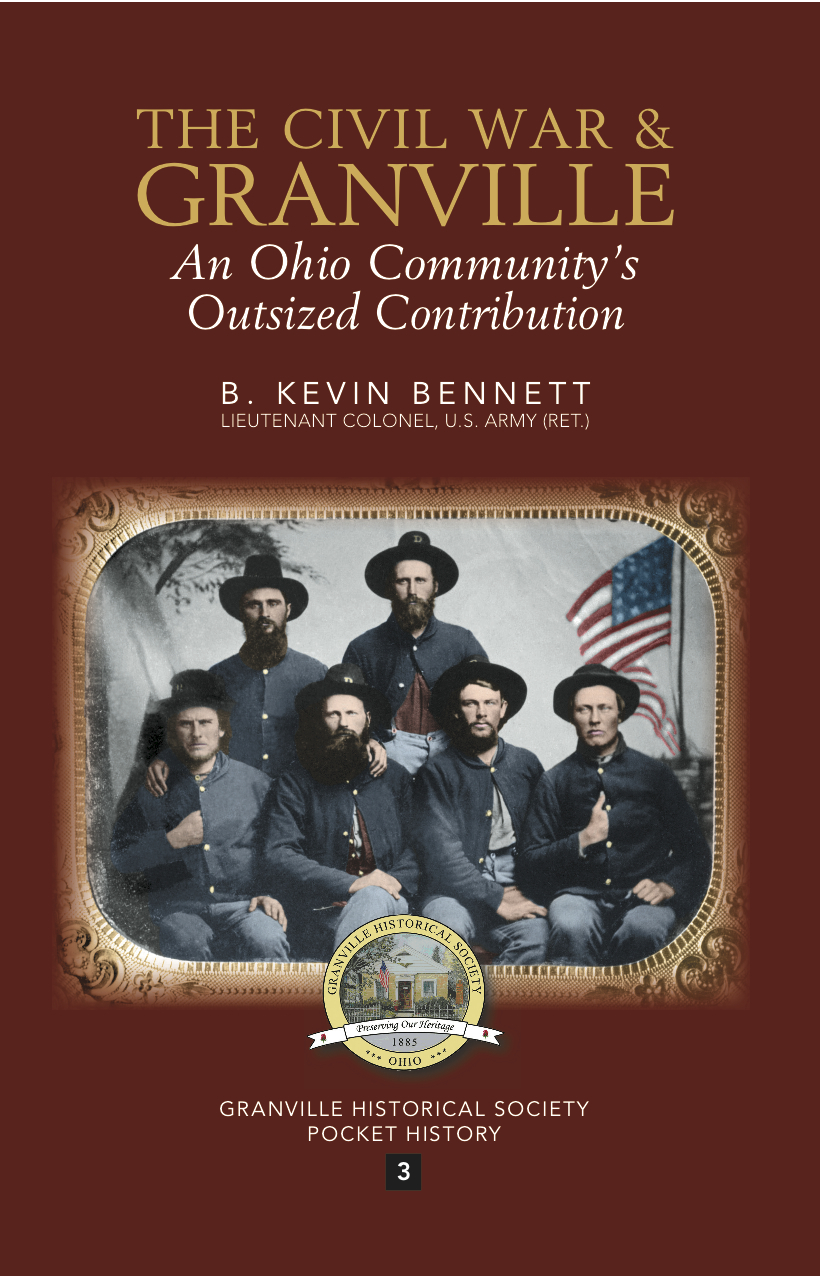 THE CIVIL WAR &
GRANVILLE
An Ohio Community's
Outsized Contribution
B. KEVIN BENNETT
LIEUTENANT COLONEL, U.S. ARMY (RET.)
D
GRANVILLE HISTORICAL SOCIETY
Preserving Our Heritage
1885
OHIO
GRANVILLE HISTORICAL SOCIETY
POCKET HISTORY
3